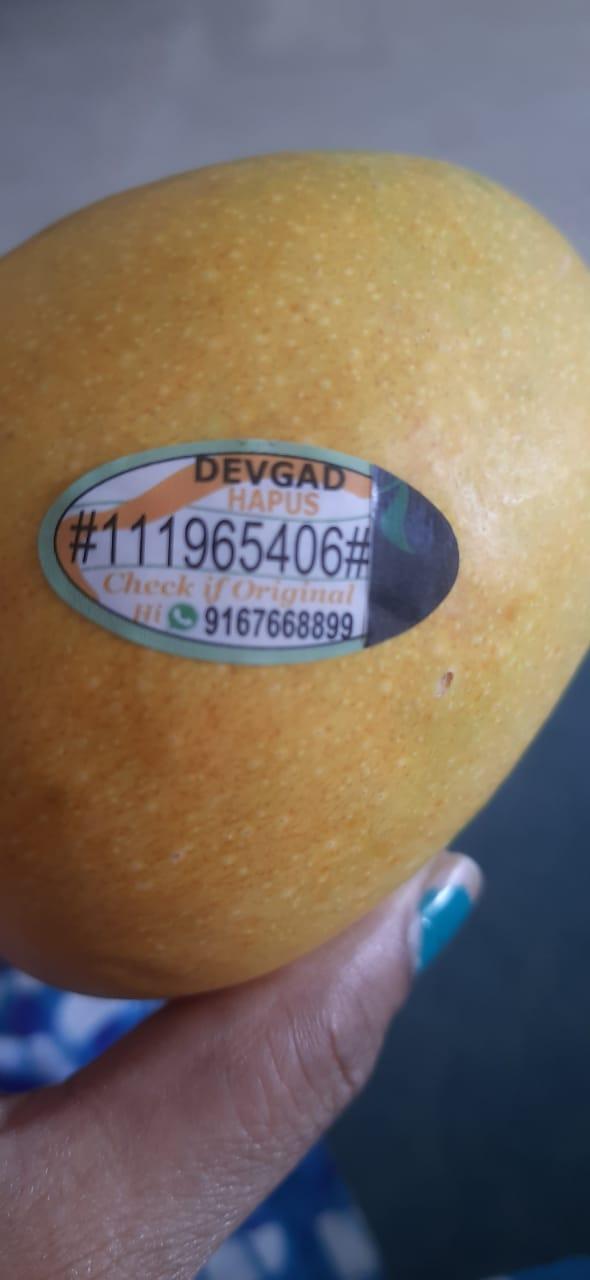 DEVGAD
HAPUS
#111965406#
Check if Original
Hi 9167668899